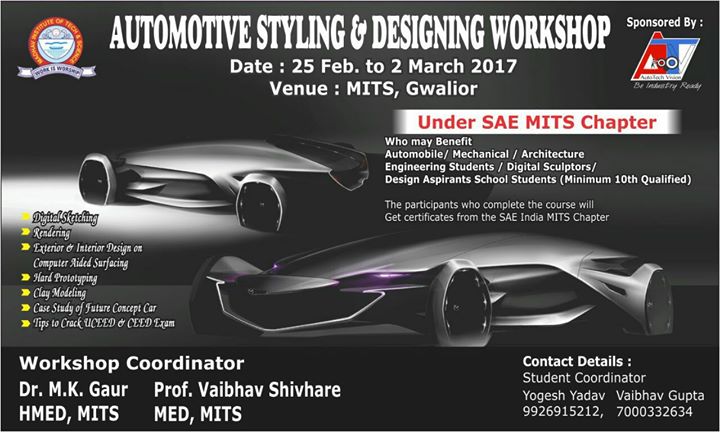 AUTOMOTIVE STYLING & DESIGNING WORKSHOP
Date : 25 Feb. to 2 March 2017
Venue : MITS, Gwalior
Sponsored By :
AutoTech Vision
Be Industry Ready
WORK IS WORSHIP
Under SAE MITS Chapter
Who may Benefit
Automobile/ Mechanical / Architecture
Engineering Students / Digital Sculptors/
Design Aspirants School Students (Minimum 10th Qualified)
The participants who complete the course will
Get certificates from the SAE India MITS Chapter
Digital Sketching
Rendering
Exterior & Interior Design on
Computer Aided Surfacing
Hard Prototyping
Clay Modeling
Case Study of Future Concept Car
Tips to Crack UCEED & CEED Exam
Workshop Coordinator
Dr. M.K. Gaur Prof. Vaibhav Shivhare
HMED, MITS MED, MITS
Contact Details :
Student Coordinator
Yogesh Yadav Vaibhav Gupta
9926915212, 7000332634